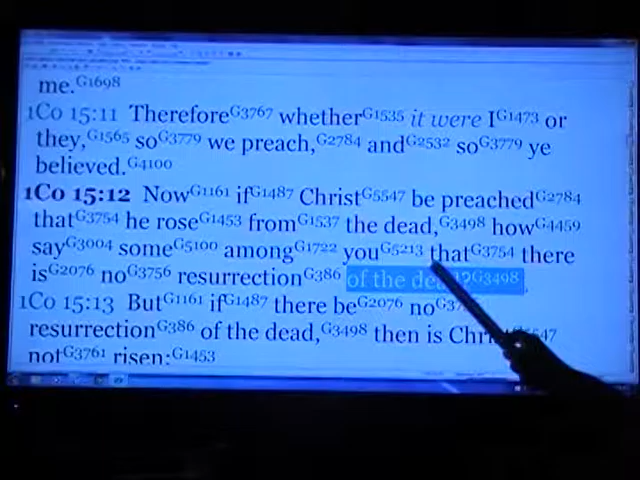 me.G1698
1Co 15:11 ThereforeG3767 whetherG1535 it were IG1473 or
they,G1565 soG3779 we preach,G2784 andG2532 soG3779 ye
believed.G4100
1Co 15:12 NowG1161 ifG1487 ChristG5547 be preachedG2784
thatG3754 he roseG1453 fromG1537 the dead,G3498 howG4459
sayG3004 someG5100 amongG1722 youG5213 thatG3754 there
isG2076 noG3756 resurrectionG386 of the dead?G3498
1Co 15:13 ButG1161 ifG1487 there beG2076
resurrectionG386 of the dead,G3498 then is
notG3761 risen:G1453